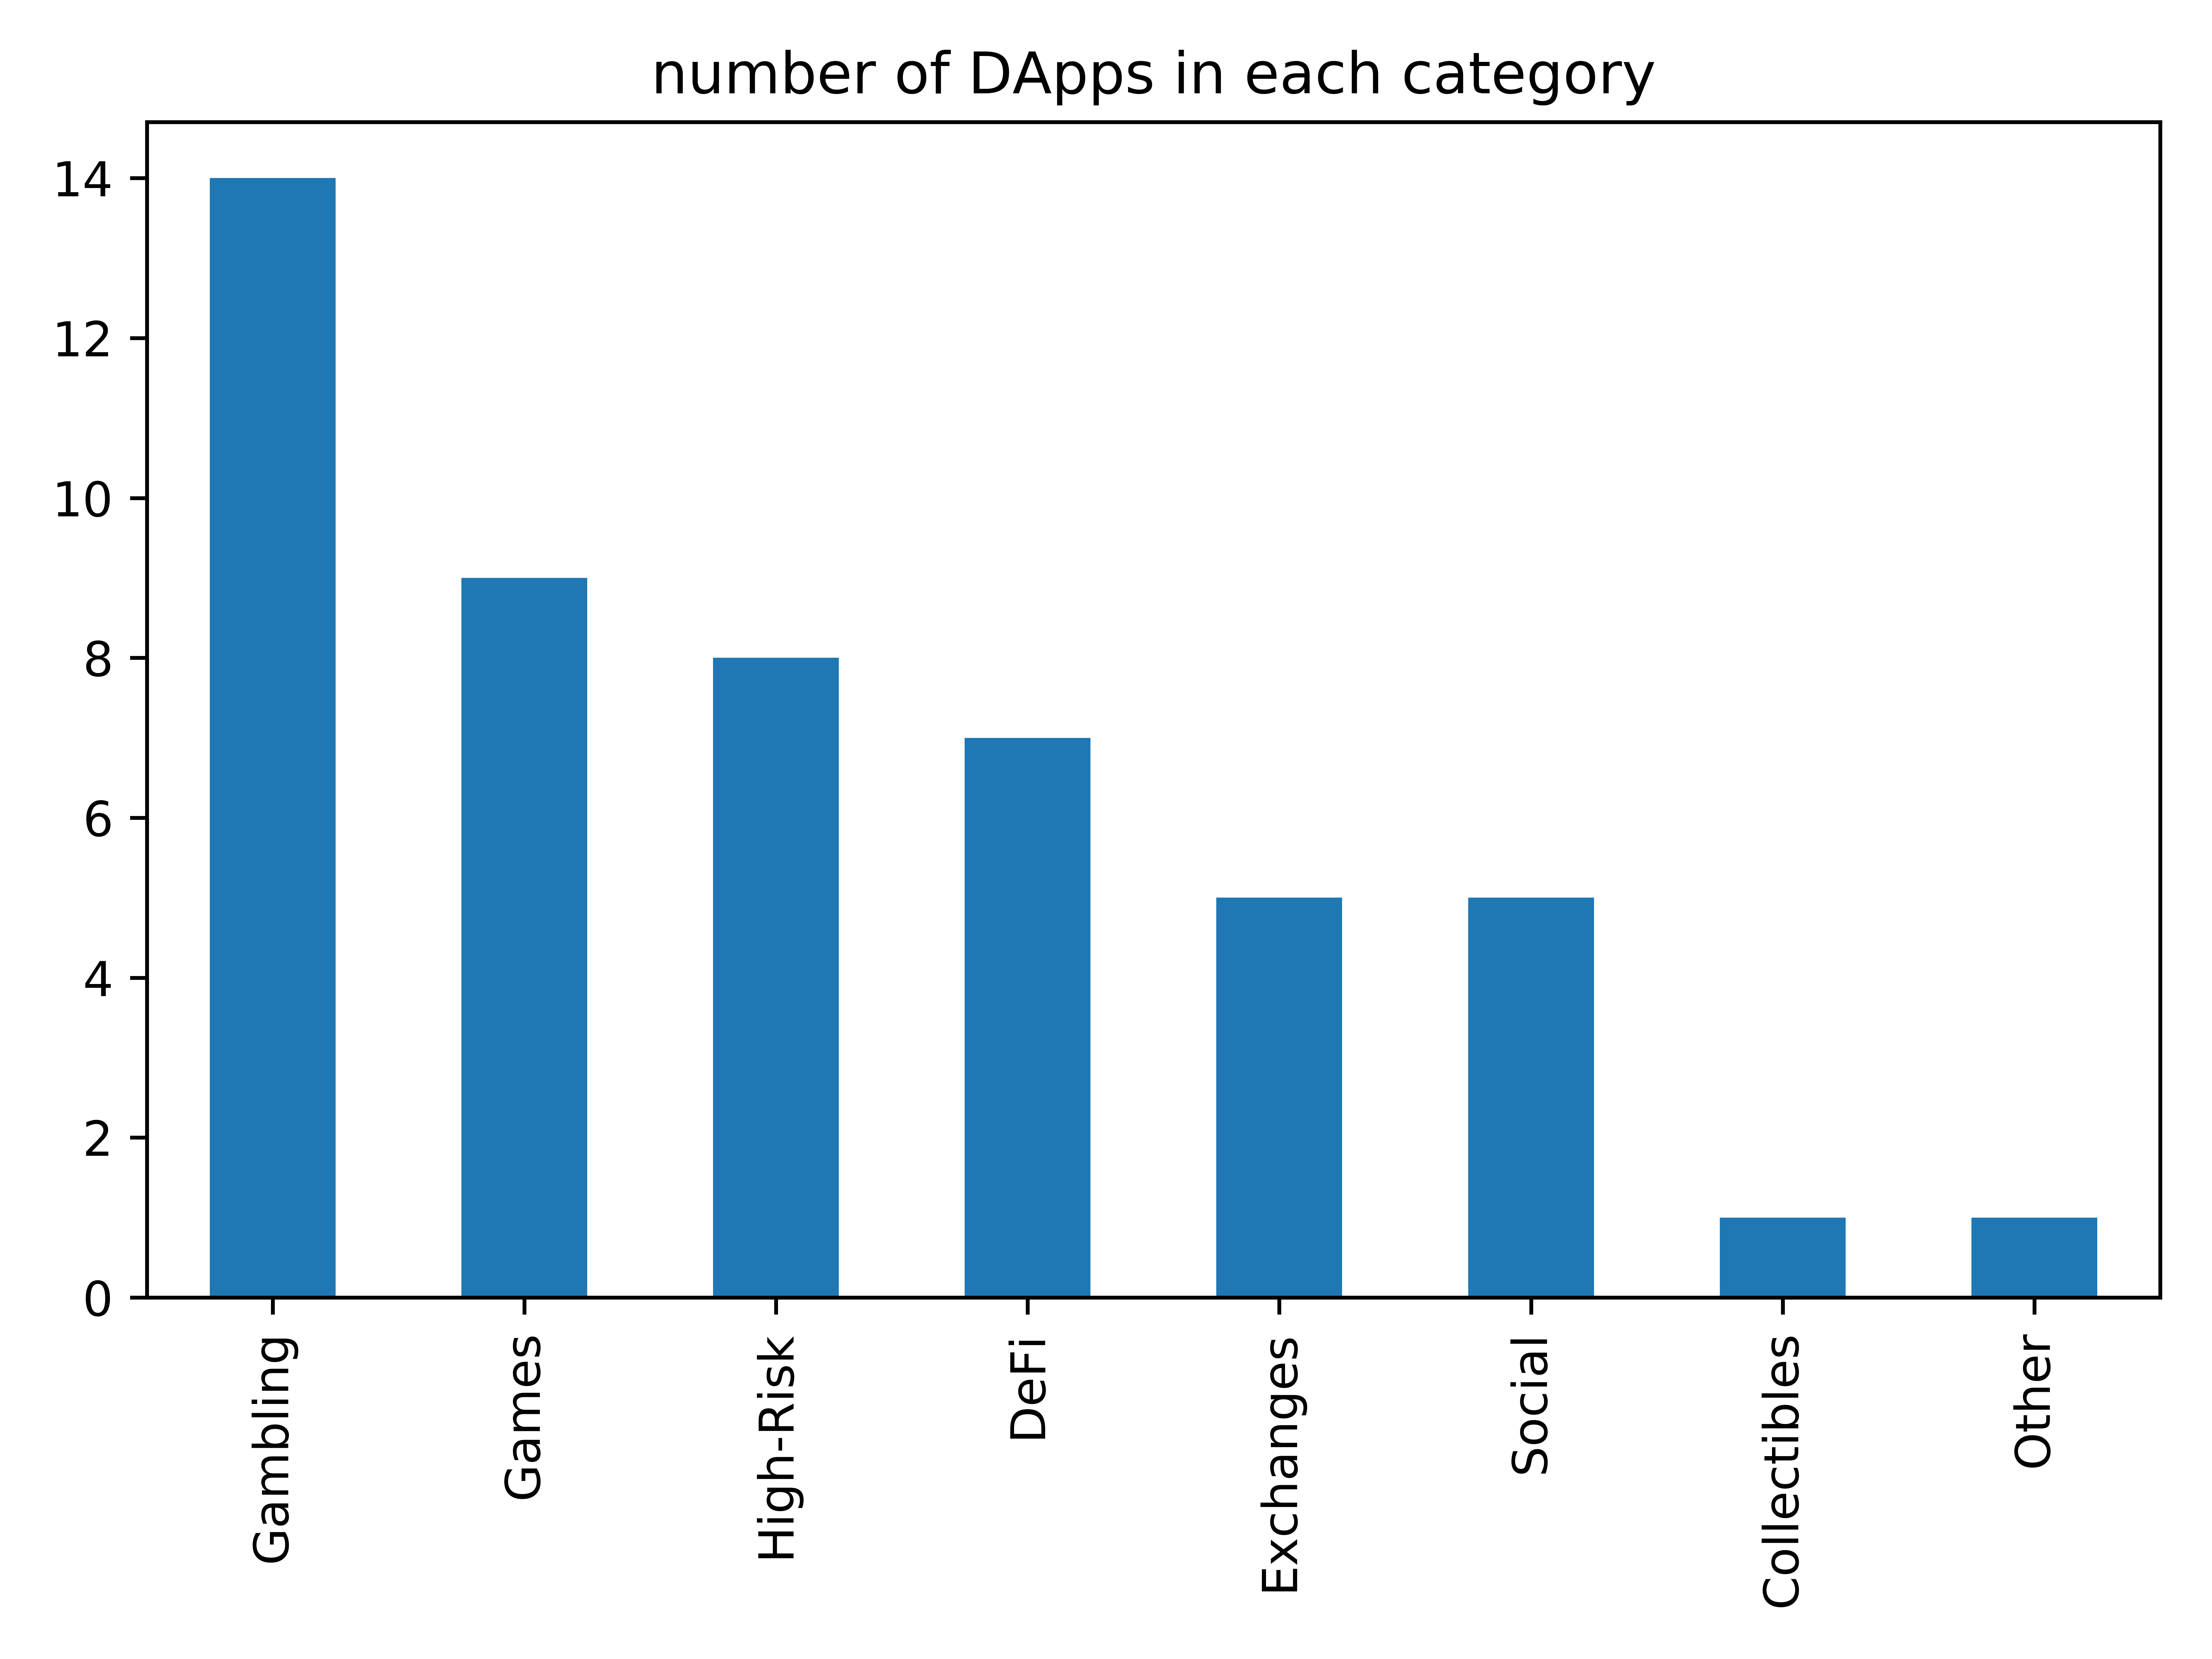 number of DApps in each category
14
12
10
8
6
4
2
0
Gambling
Games
High-Risk
DeFi
Exchanges
Social
Collectibles
Other